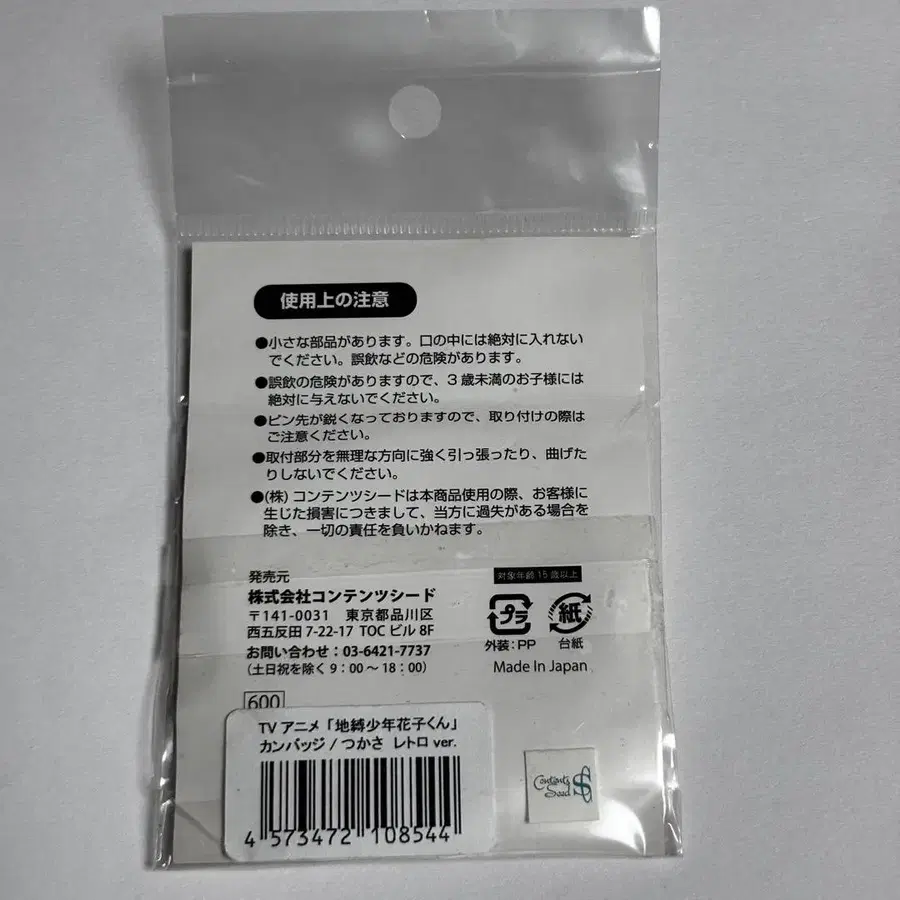 使用上の注意
●小さな部品があります。口の中には絶対に入れない
でください。誤飲などの危険があります。
●誤飲の危険がありますので、3歳未満のお子様には
絶対に与えないでください。
●ピン先が鋭くなっておりますので、取り付けの際は
ご注意ください。
●取付部分を無理な方向に強く引っ張ったり、曲げた
りしないでください。
●(株)コンテンツシードは本商品使用の際、お客様に
生じた損害につきまして、当方に過失がある場合を
除き、一切の責任を負いかねます。
発売元
株式会社コンテンツシード
〒141-0031 東京都品川区
西五反田 7-22-17 TOC ビル 8F
お問い合わせ：03-6421-7737
(土日祝を除く 9：00 〜 18：00)
対象年齢15歳以上
プラ 紙
外装：PP 台紙
Made In Japan
600
TV アニメ「地縛少年花子くん」
カンバッジ / つかさ レトロ ver.
4 573472 108544
Contents
Seed